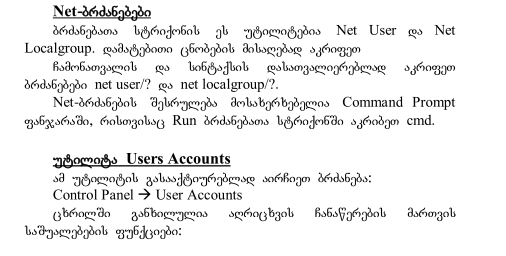 Net-ბრძანებები
ბრძანებათა სტრიქონის ეს უტილიტებია Net User და Net
Localgroup. დამატებითი ცნობების მისაღებად აკრიფეთ
ჩამონათვალის და სინტაქსის დასათვალიერებლად აკრიფეთ
ბრძანებები net user/? და net localgroup/?.
Net-ბრძანების შესრულება მოსახერხებელია Command Prompt
ფანჯარაში, რისთვისაც Run ბრძანებათა სტრიქონში აკრიბეთ cmd.
უტილიტა Users Accounts
ამ უტილიტის გასააქტიურებლად აირჩიეთ ბრძანება:
Control Panel → User Accounts
ცხრილში განხილულია აღრიცხვის ჩანაწერების მართვის
საშუალებების ფუნქციები: